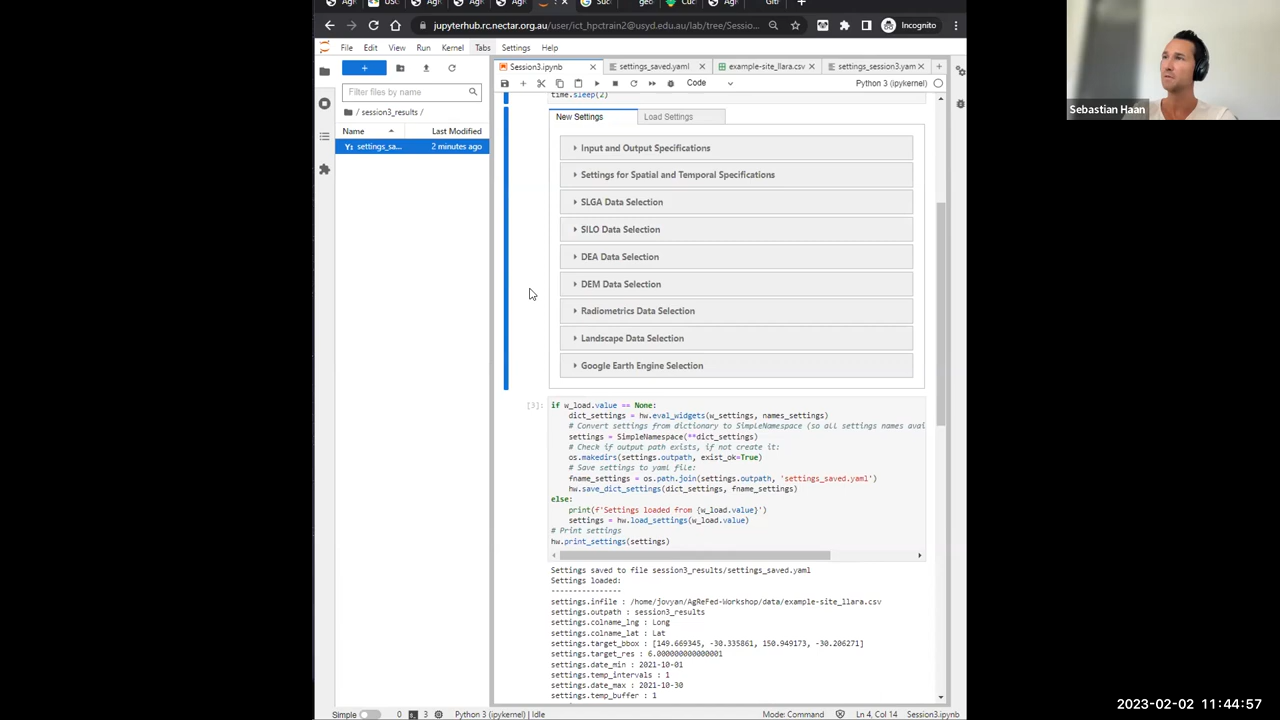 jupyterhub.rc.nectar.org.au/user/ict_hpctrain2@usyd.edu.au/lab/tree/Sessio...
Incognito
File Edit View Run Kernel Tabs Settings Help
Session3.ipynb
settings_saved.yaml
example-site_llara.csv
settings_session3.yam
Filter files by name
Code
Python 3 (ipykernel)
/ session3_results /
Name
Last Modified
settings_sa...
2 minutes ago
time.sleep(2)
New Settings
Load Settings
Input and Output Specifications
Settings for Spatial and Temporal Specifications
SLGA Data Selection
SILO Data Selection
DEA Data Selection
DEM Data Selection
Radiometrics Data Selection
Landscape Data Selection
Google Earth Engine Selection
[3]:
if w_load.value == None:
dict_settings = hw.eval_widgets(w_settings, names_settings)
# Convert settings from dictionary to SimpleNamespace (so all settings names avai
settings = SimpleNamespace(**dict_settings)
# Check if output path exists, if not create it:
os.makedirs(settings.outpath, exist_ok=True)
# Save settings to yaml file:
fname_settings = os.path.join(settings.outpath, 'settings_saved.yaml')
hw.save_dict_settings(dict_settings, fname_settings)
else:
print(f'Settings loaded from {w_load.value}')
settings = hw.load_settings(w_load.value)
# Print settings
hw.print_settings(settings)
Settings saved to file session3_results/settings_saved.yaml
Settings loaded:
----------------
settings.infile : /home/jovyan/AgReFed-Workshop/data/example-site_llara.csv
settings.outpath : session3_results
settings.colname_lng : Long
settings.colname_lat : Lat
settings.target_bbox : [149.669345, -30.335861, 150.949173, -30.206271]
settings.target_res : 6.000000000000001
settings.date_min : 2021-10-01
settings.temp_intervals : 1
settings.date_max : 2021-10-30
settings.temp_buffer : 1
Simple
0
3
Python 3 (ipykernel) | Idle
Mode: Command
Ln 4, Col 14
Session3.ipynb
Sebastian Haan
2023-02-02 11:44:57